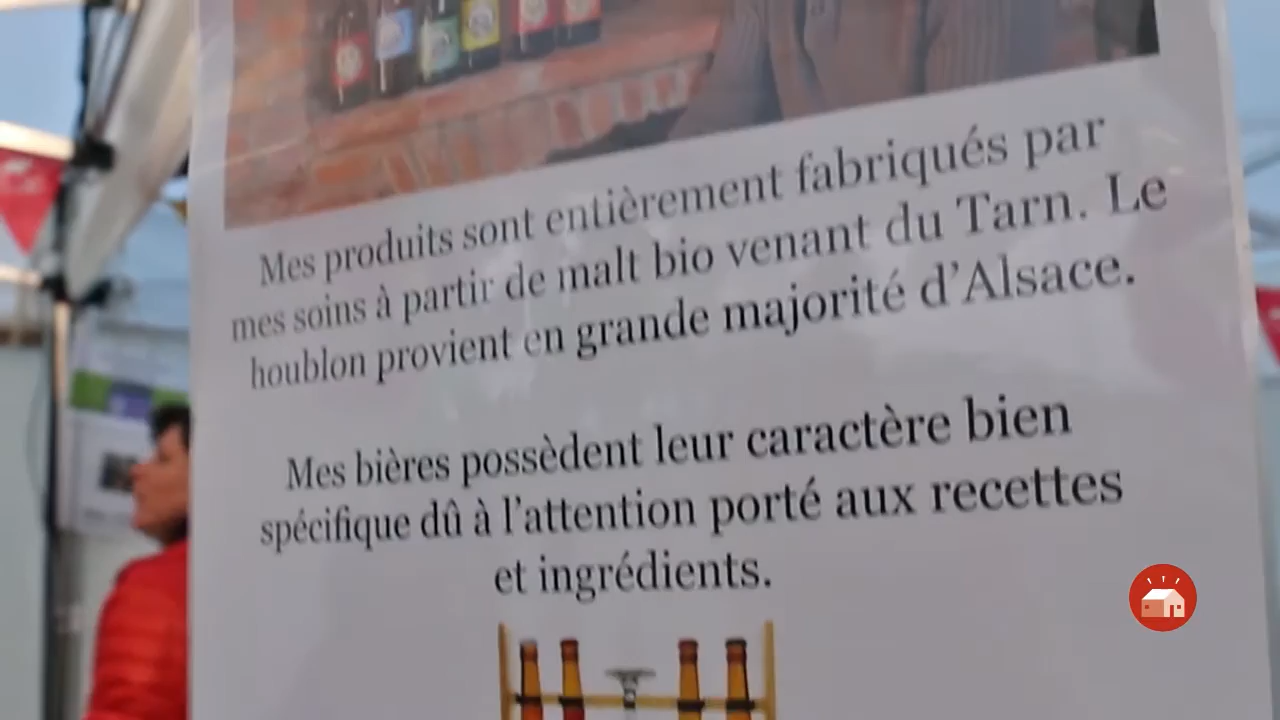 Mes produits sont entièrement fabriqués par
mes soins à partir de malt bio venant du Tarn. Le
houblon provient en grande majorité d'Alsace.
Mes bières possèdent leur caractère bien
spécifique dû à l'attention porté aux recettes
et ingrédients.